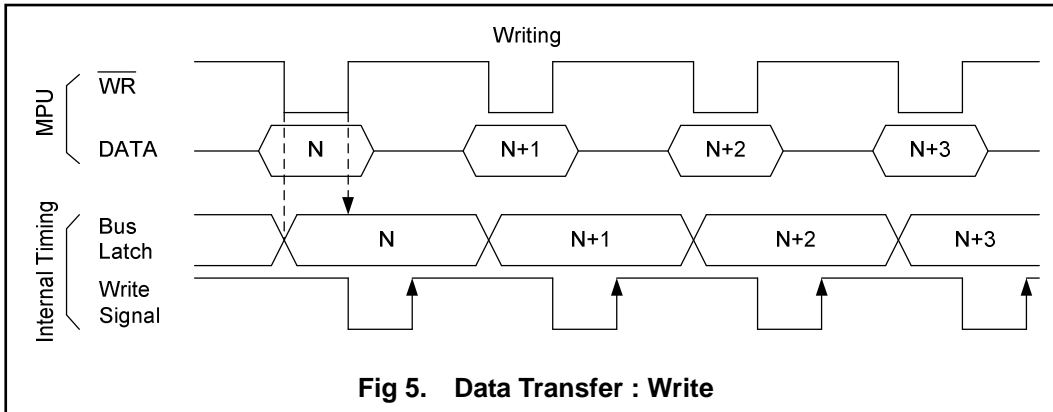 Writing
MPU
WR
DATA
N
N+1
N+2
N+3
Internal Timing
Bus
Latch
N
N+1
N+2
N+3
Write
Signal
Fig 5. Data Transfer : Write